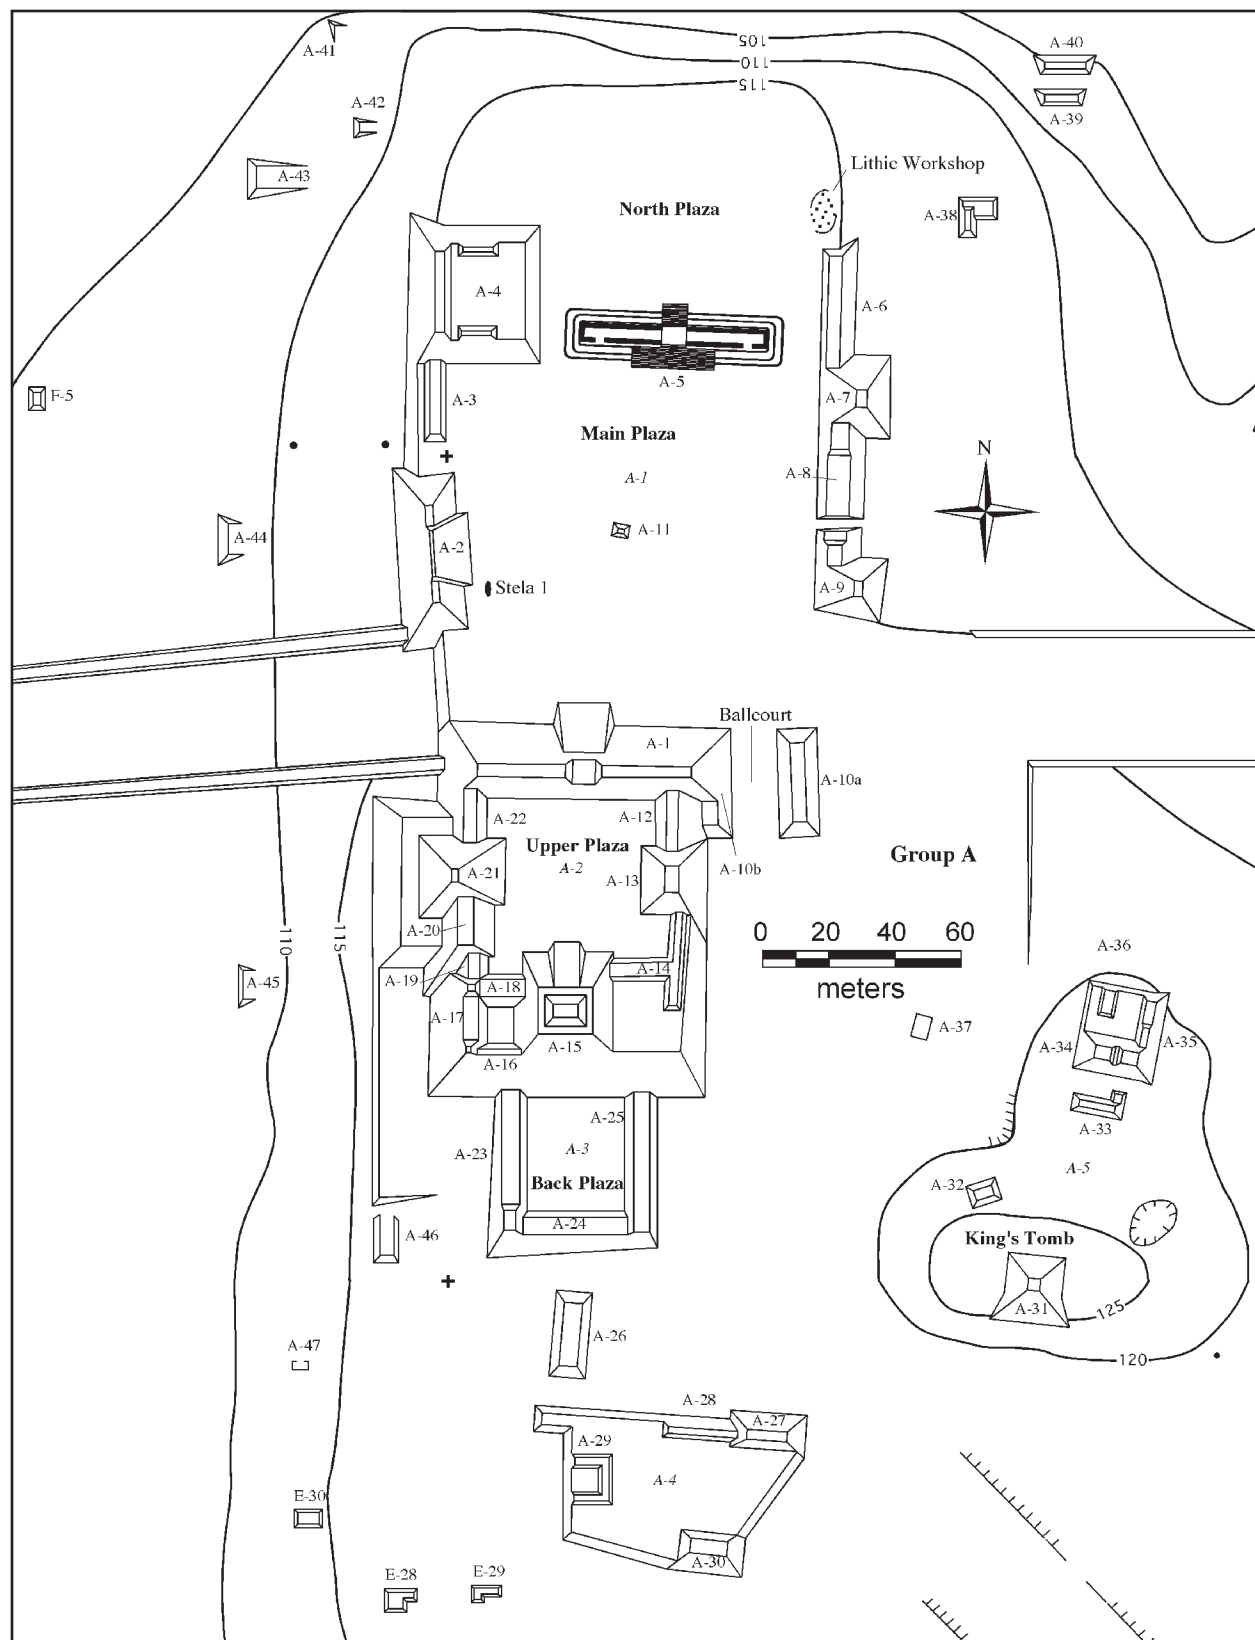 A-41
105
A-40
110
115
A-42
A-39
A-43
Lithic Workshop
North Plaza
A-38
A-4
A-6
A-5
F-5
A-3
A-7
Main Plaza
N
A-1
A-8
A-11
A-44
A-2
Stela 1
A-9
Ballcourt
A-1
A-10a
A-22
A-12
Upper Plaza
A-2
Group A
A-21
A-13
A-10b
A-20
0 20 40 60
meters
110
115
A-36
A-19
A-14
A-45
A-18
A-17
A-37
A-34
A-35
A-15
A-16
A-25
A-33
A-23
A-3
A-5
Back Plaza
A-32
A-24
A-46
King's Tomb
A-31
125
A-26
A-47
120
A-28
A-27
A-29
A-4
E-30
A-30
E-28
E-29